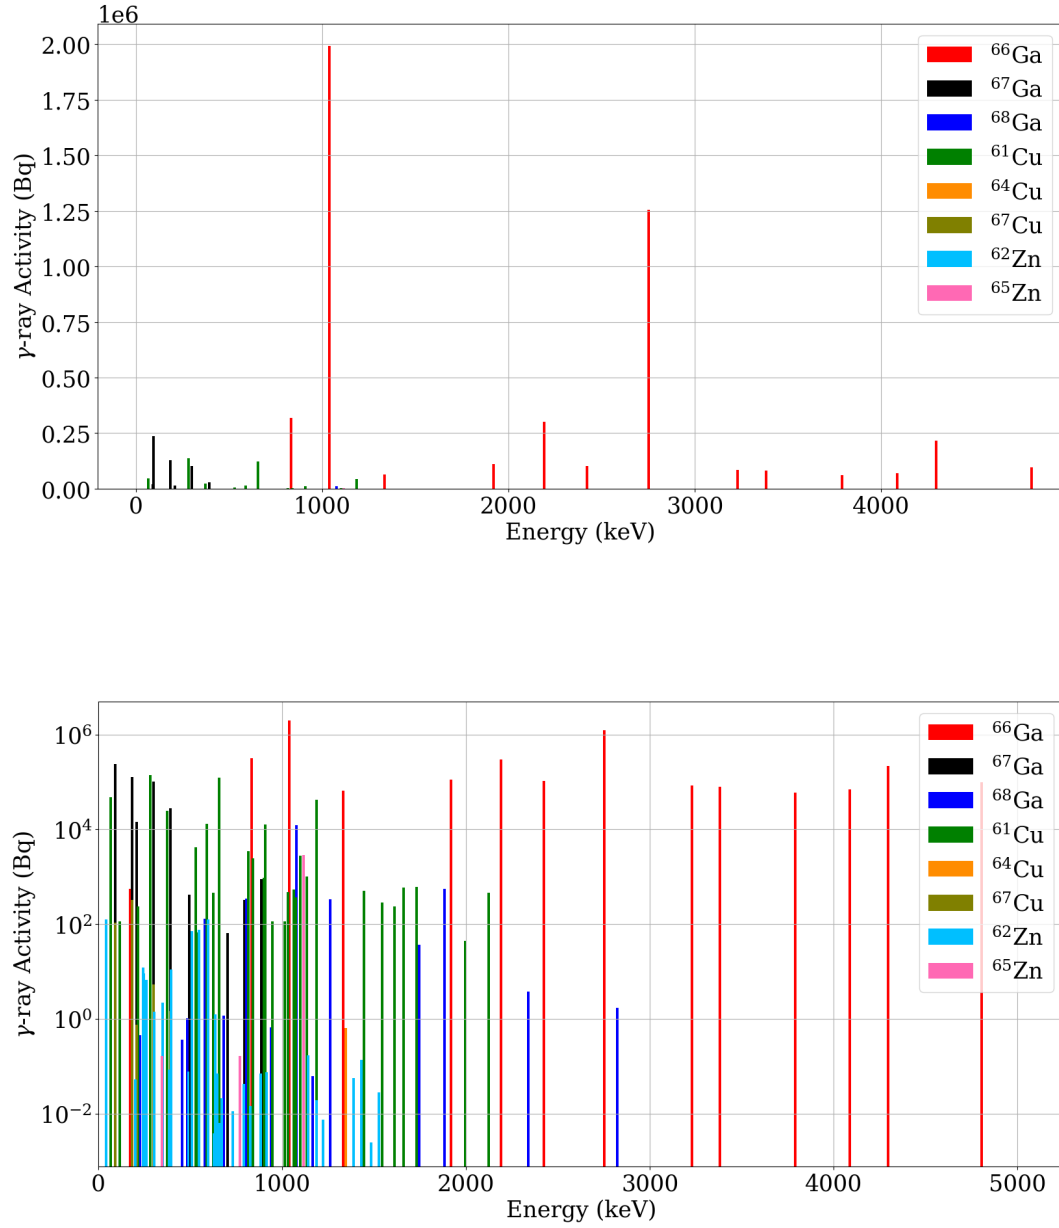 1e6
2.00
1.75
1.50
1.25
1.00
0.75
0.50
0.25
0.00
γ-ray Activity (Bq)
0 1000 2000 3000 4000
Energy (keV)
⁶⁶Ga
⁶⁷Ga
⁶⁸Ga
⁶¹Cu
⁶⁴Cu
⁶⁷Cu
⁶²Zn
⁶⁵Zn
10⁶
10⁴
10²
10⁰
10⁻²
γ-ray Activity (Bq)
0 1000 2000 3000 4000 5000
Energy (keV)
⁶⁶Ga
⁶⁷Ga
⁶⁸Ga
⁶¹Cu
⁶⁴Cu
⁶⁷Cu
⁶²Zn
⁶⁵Zn